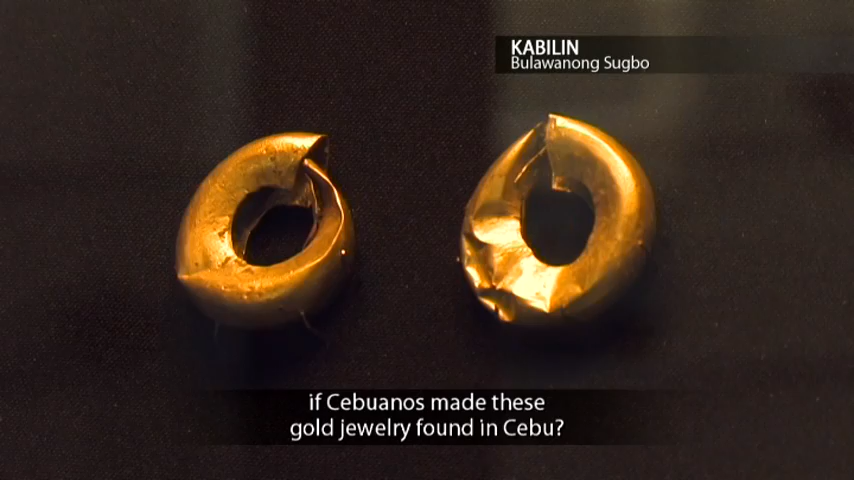 KABILIN
Bulawanong Sugbo
if Cebuanos made these
gold jewelry found in Cebu?